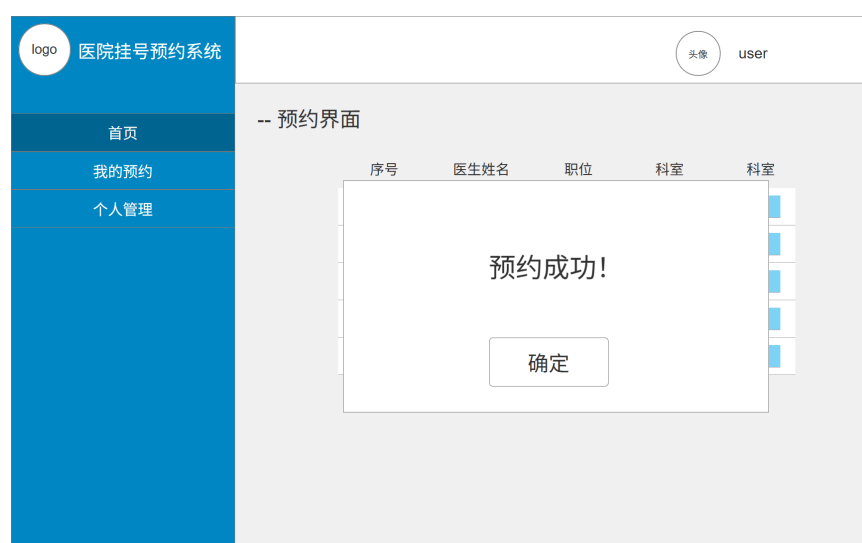 logo
医院挂号预约系统
头像
user
首页
我的预约
个人管理
-- 预约界面
序号 医生姓名 职位 科室 科室
预约成功!
确定